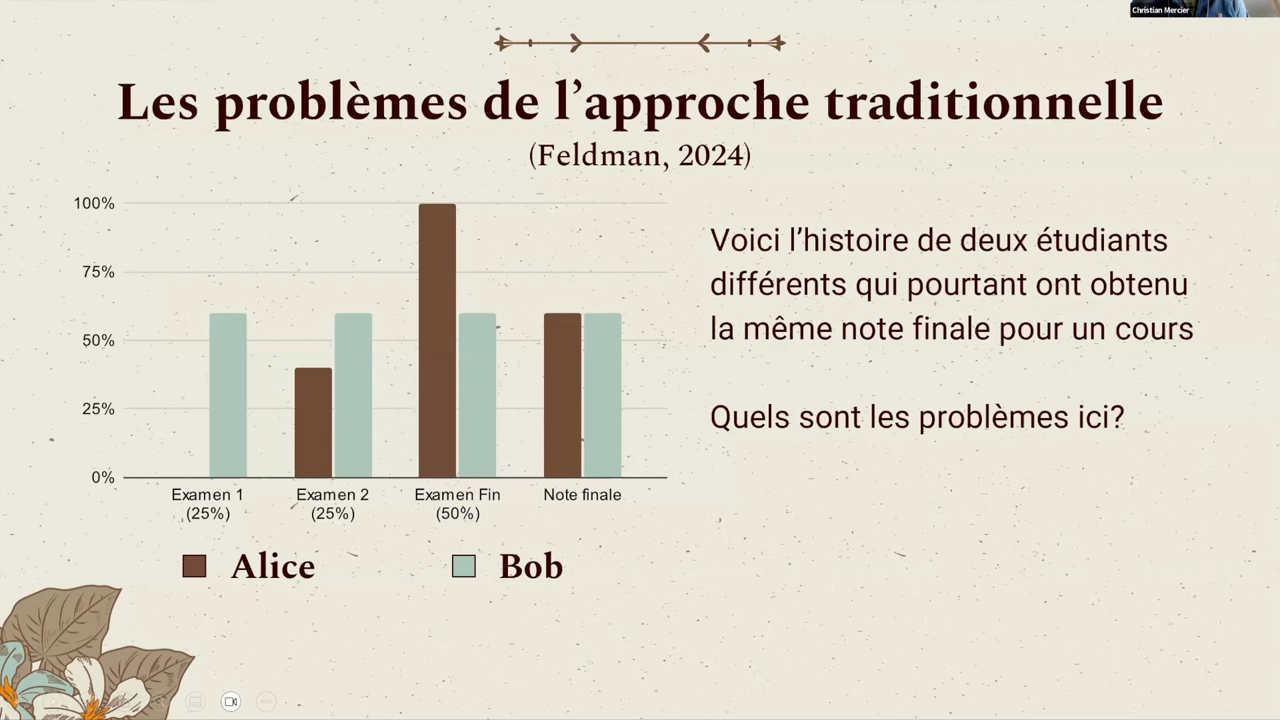 Christian Mercier
Les problèmes de l’approche traditionnelle
(Feldman, 2024)
100%
75%
50%
25%
0%
Examen 1
(25%)
Examen 2
(25%)
Examen Fin
(50%)
Note finale
Alice
Bob
Voici l’histoire de deux étudiants
différents qui pourtant ont obtenu
la même note finale pour un cours
Quels sont les problèmes ici?